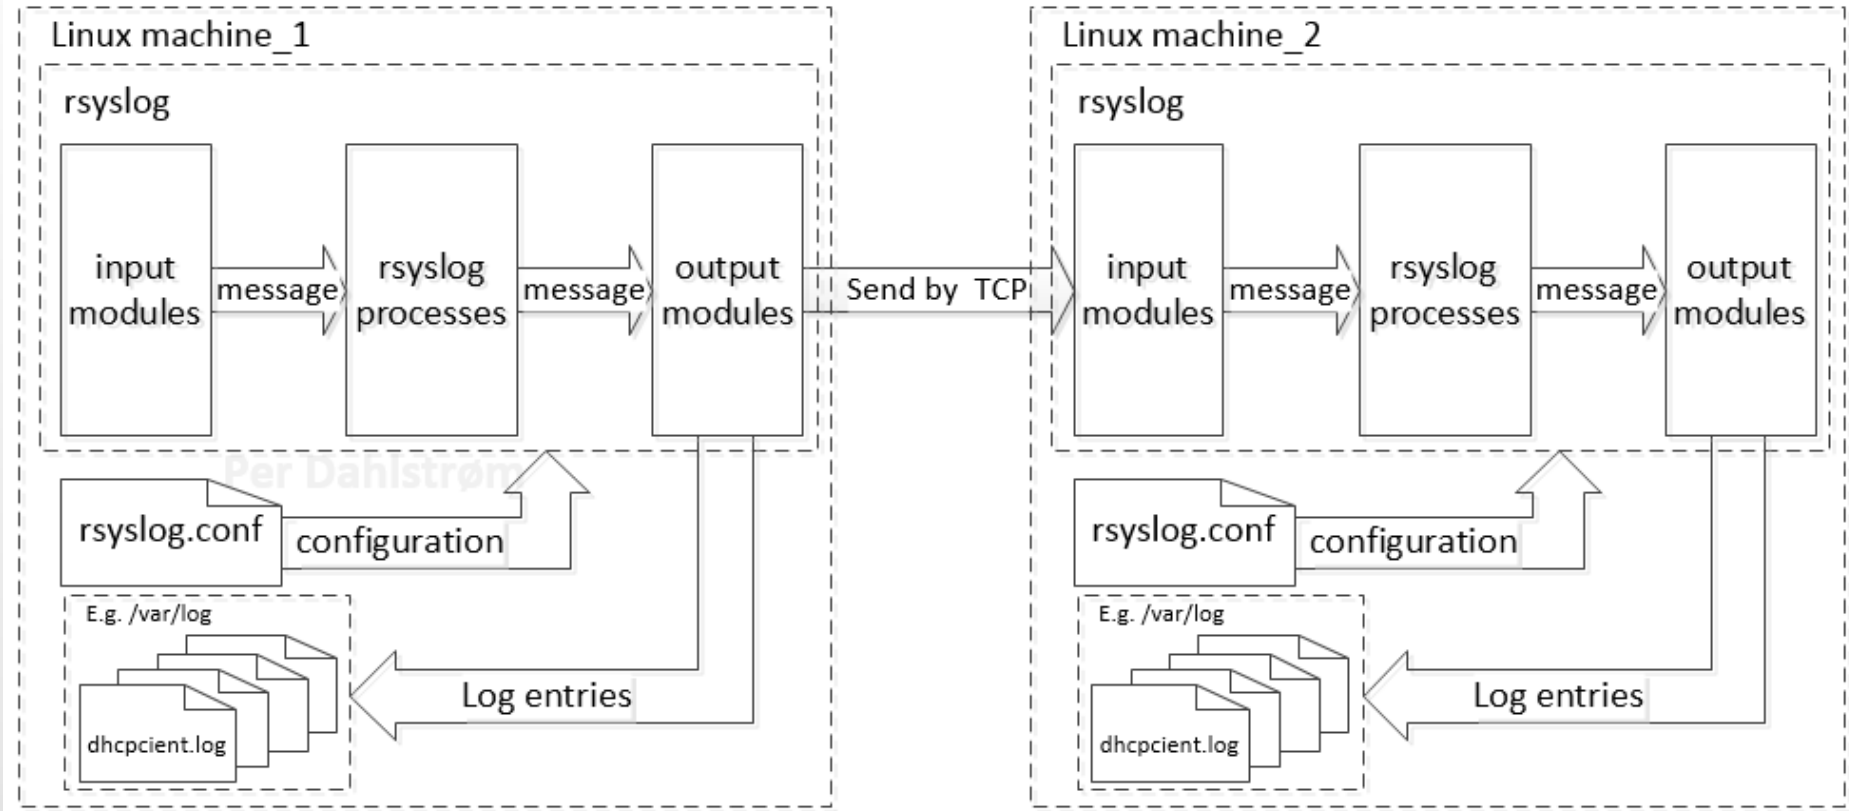 Linux machine_1
rsyslog
input
modules
message
rsyslog
processes
message
output
modules
Send by TCP
Per Dahlstrøm
rsyslog.conf
configuration
E.g. /var/log
dhcpcient.log
Log entries
Linux machine_2
rsyslog
input
modules
message
rsyslog
processes
message
output
modules
rsyslog.conf
configuration
E.g. /var/log
dhcpcient.log
Log entries